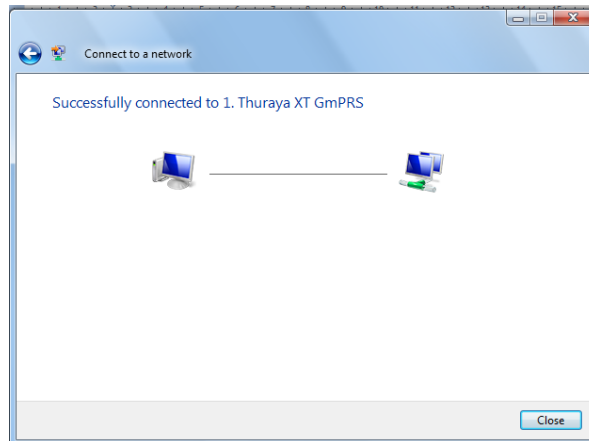 Connect to a network
Successfully connected to 1. Thuraya XT GmPRS
Close